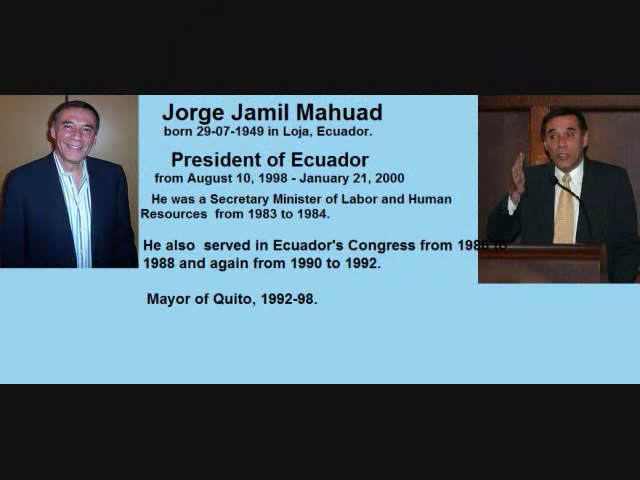 Jorge Jamil Mahuad
born 29-07-1949 in Loja, Ecuador.
President of Ecuador
from August 10, 1998 - January 21, 2000
He was a Secretary Minister of Labor and Human
Resources from 1983 to 1984.
He also served in Ecuador's Congress from 1986 to
1988 and again from 1990 to 1992.
Mayor of Quito, 1992-98.